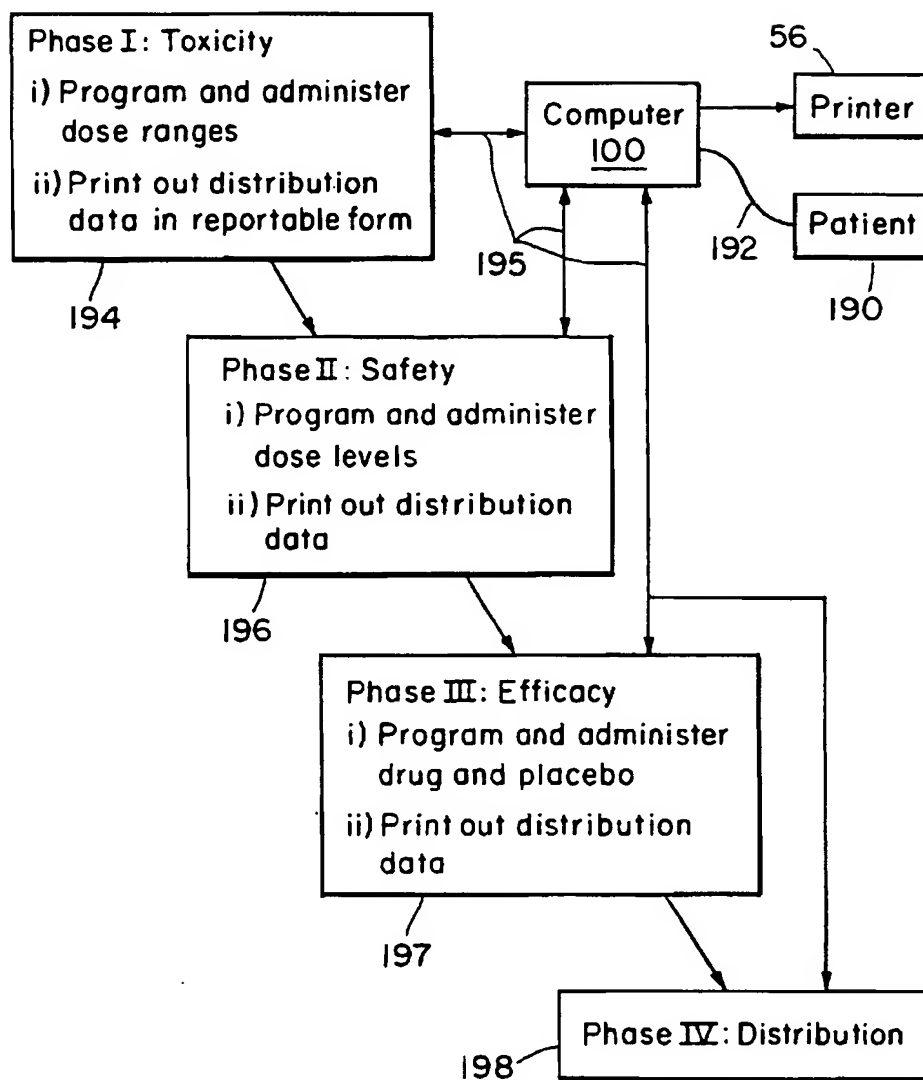 Phase I: Toxicity
i) Program and administer
dose ranges
ii) Print out distribution
data in reportable form
194
Computer
100
56
Printer
192
Patient
190
195
Phase II: Safety
i) Program and administer
dose levels
ii) Print out distribution
data
196
Phase III: Efficacy
i) Program and administer
drug and placebo
ii) Print out distribution
data
197
Phase IV: Distribution
198